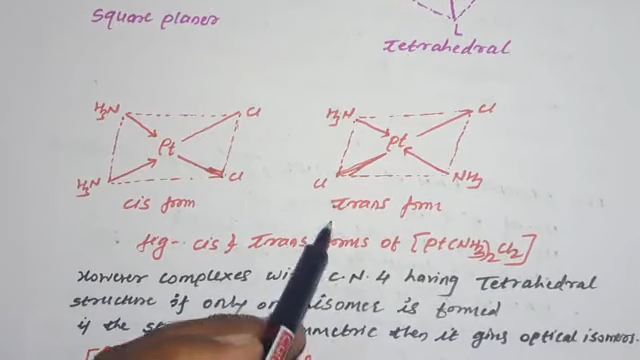 Square planer
L
Tetrahedral
H3N Cl
Pt
H3N Cl
cis form
H3N Cl
Pt
Cl NH3
Trans form
fig-- cis & Trans forms of [Pt(NH3)2Cl2]
However complexes with C.N. 4 having Tetrahedral
structure if only on isomer is formed
if the metric then it gives optical isomers.